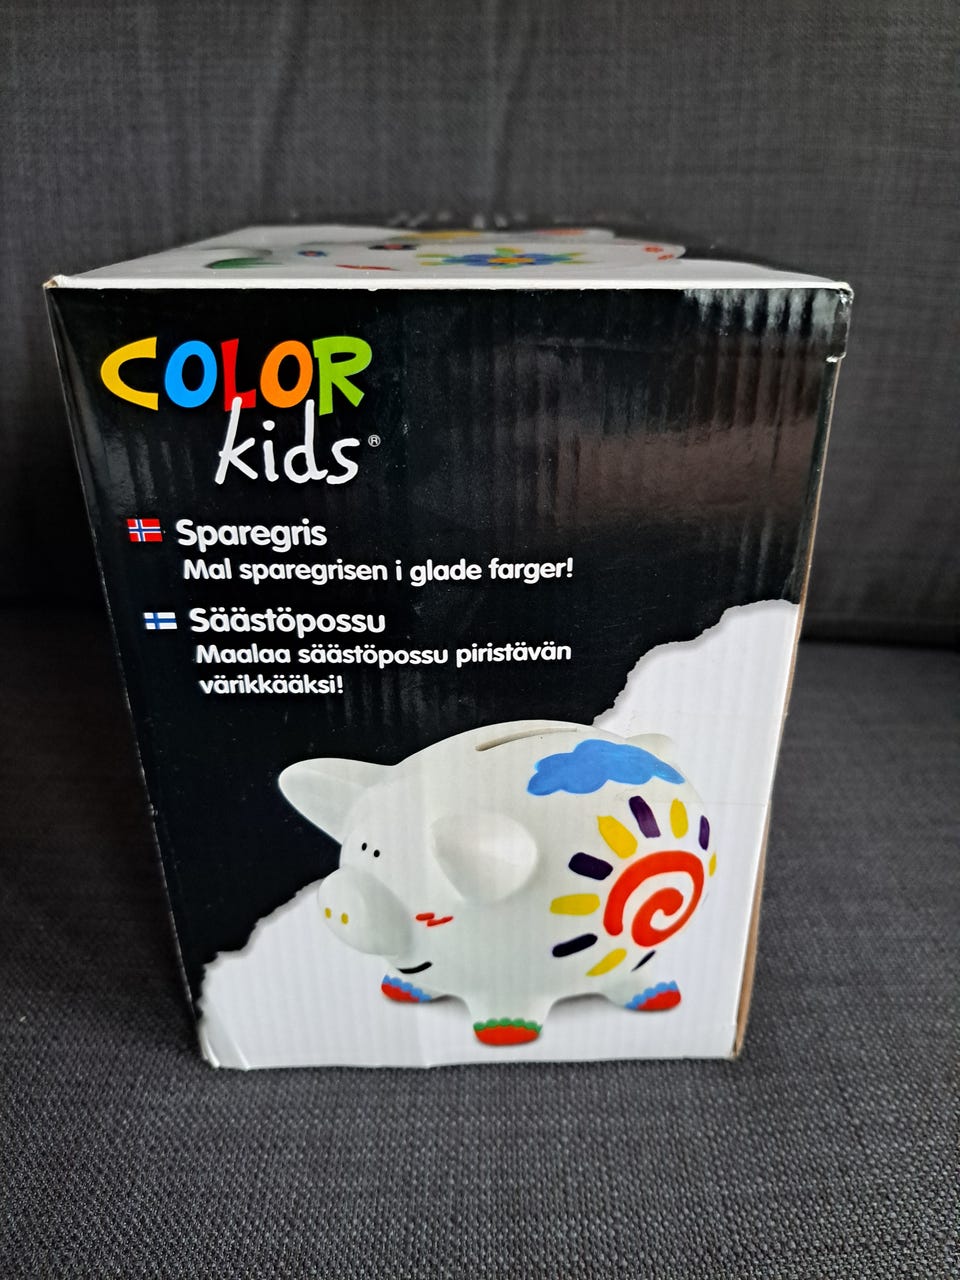 COLOR
kids®
Sparegris
Mal sparegrisen i glade farger!
Säästöpossu
Maalaa säästöpossu piristävän
värikkääksi!